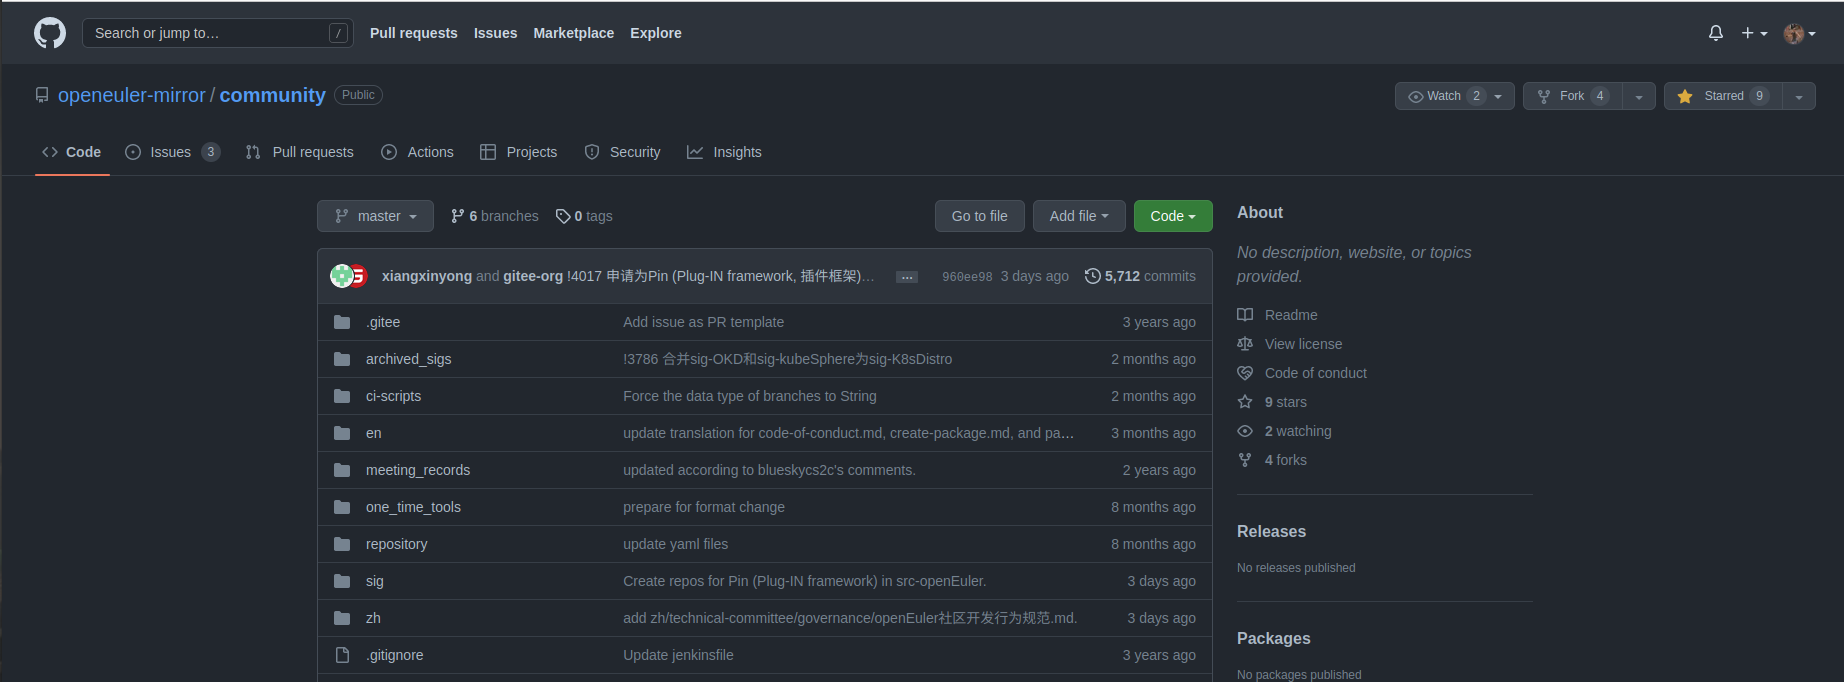 Search or jump to… /
Pull requests Issues Marketplace Explore
openeuler-mirror / community Public
Watch 2 Fork 4 Starred 9
Code Issues 3 Pull requests Actions Projects Security Insights
master 6 branches 0 tags Go to file Add file Code
xiangxinyong and gitee-org !4017 申请为Pin (Plug-IN framework, 插件框架)… ... 960ee98 3 days ago 5,712 commits
.gitee Add issue as PR template 3 years ago
archived_sigs !3786 合并sig-OKD和sig-kubeSphere为sig-K8sDistro 2 months ago
ci-scripts Force the data type of branches to String 2 months ago
en update translation for code-of-conduct.md, create-package.md, and pa… 3 months ago
meeting_records updated according to blueskycs2c's comments. 2 years ago
one_time_tools prepare for format change 8 months ago
repository update yaml files 8 months ago
sig Create repos for Pin (Plug-IN framework) in src-openEuler. 3 days ago
zh add zh/technical-committee/governance/openEuler社区开发行为规范.md. 3 days ago
.gitignore Update jenkinsfile 3 years ago
About
No description, website, or topics
provided.
Readme
View license
Code of conduct
9 stars
2 watching
4 forks
Releases
No releases published
Packages
No packages published